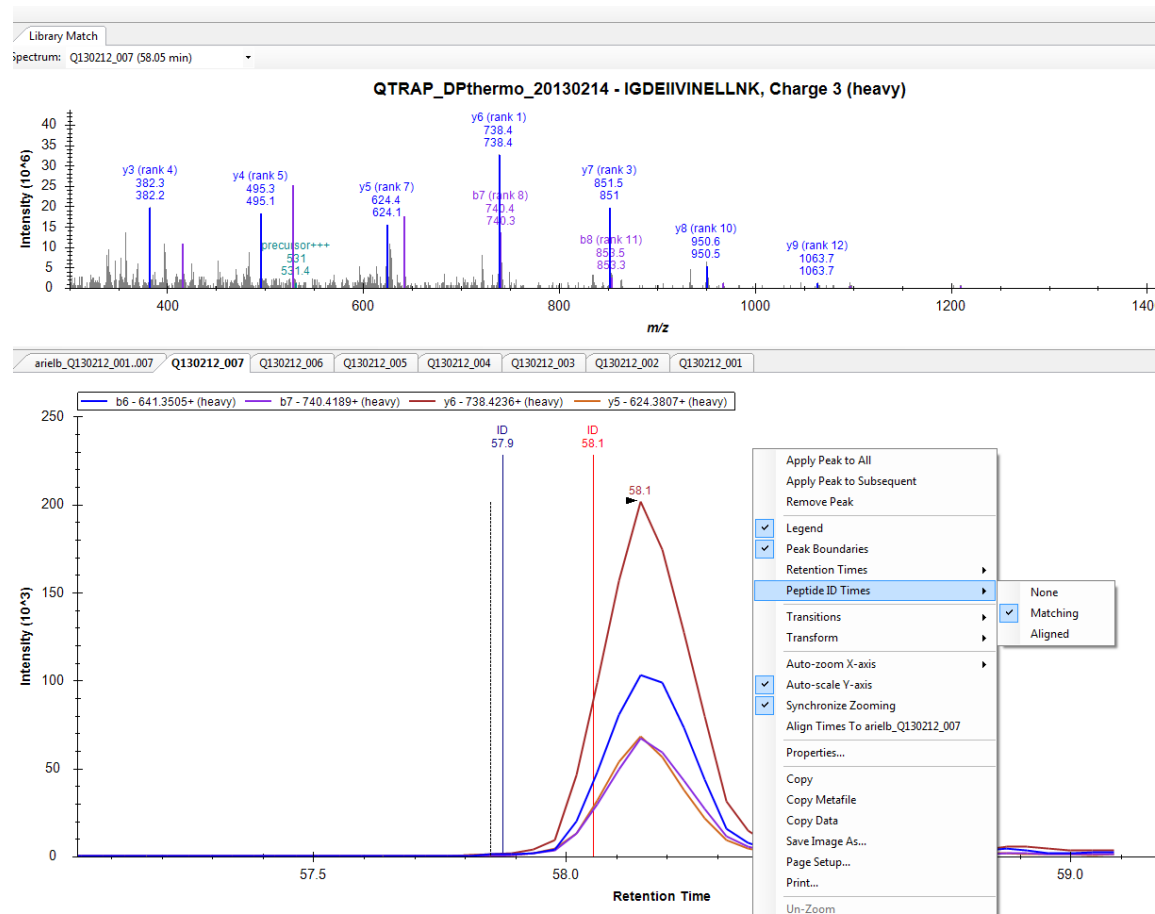 Library Match
Spectrum: Q130212_007 (58.05 min)
QTRAP_DPthermo_20130214 - IGDEIIVINELLNK, Charge 3 (heavy)
Intensity (10^6)
40
35
30
25
20
15
10
5
0
y3 (rank 4)
382.3
382.2
y4 (rank 5)
495.3
495.1
precursor+++
531
531.4
y5 (rank 7)
624.4
624.1
y6 (rank 1)
738.4
738.4
b7 (rank 8)
740.4
740.3
y7 (rank 3)
851.5
851
b8 (rank 11)
853.5
853.3
y8 (rank 10)
950.6
950.5
y9 (rank 12)
1063.7
1063.7
400 600 800 1000 1200 140
m/z
arielb_Q130212_001..007 Q130212_007 Q130212_006 Q130212_005 Q130212_004 Q130212_003 Q130212_002 Q130212_001
b6 - 641.3505+ (heavy) b7 - 740.4189+ (heavy) y6 - 738.4236+ (heavy) y5 - 624.3807+ (heavy)
Intensity (10^3)
250
200
150
100
50
0
ID
57.9
ID
58.1
58.1
57.5 58.0 59.0
Retention Time
Apply Peak to All
Apply Peak to Subsequent
Remove Peak
Legend
Peak Boundaries
Retention Times
Peptide ID Times
Transitions
Transform
Auto-zoom X-axis
Auto-scale Y-axis
Synchronize Zooming
Align Times To arielb_Q130212_007
Properties...
Copy
Copy Metafile
Copy Data
Save Image As...
Page Setup...
Print...
Un-Zoom
None
Matching
Aligned